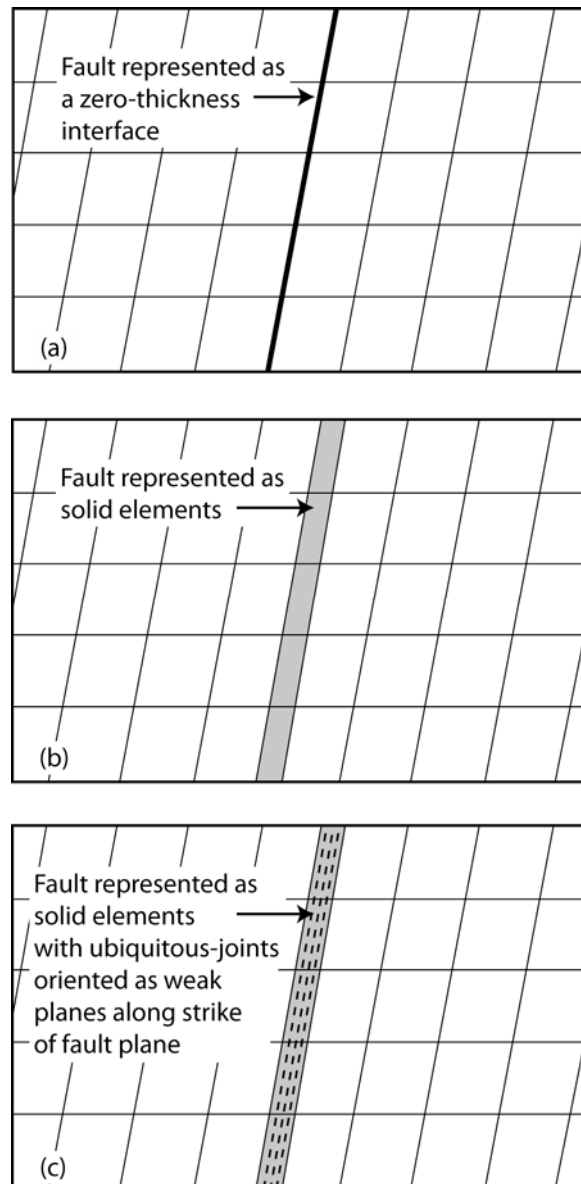 Fault represented as
a zero-thickness
interface
(a)
Fault represented as
solid elements
(b)
Fault represented as
solid elements
with ubiquitous-joints
oriented as weak
planes along strike
of fault plane
(c)